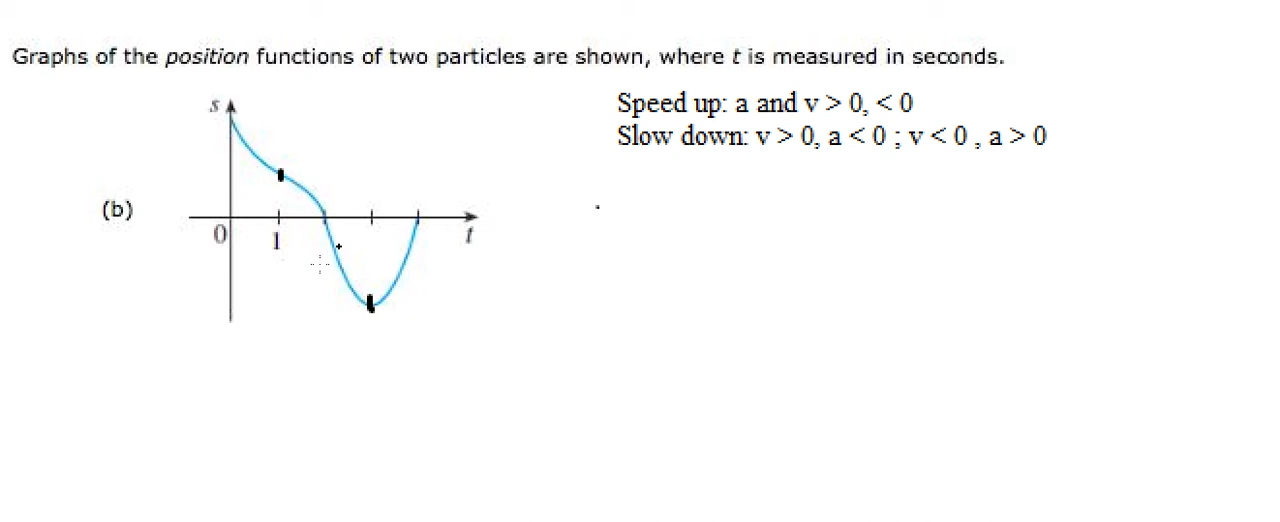 Graphs of the position functions of two particles are shown, where t is measured in seconds.
Speed up: a and v > 0, < 0
Slow down: v > 0, a < 0 ; v < 0 , a > 0
s
(b)
0
1
t